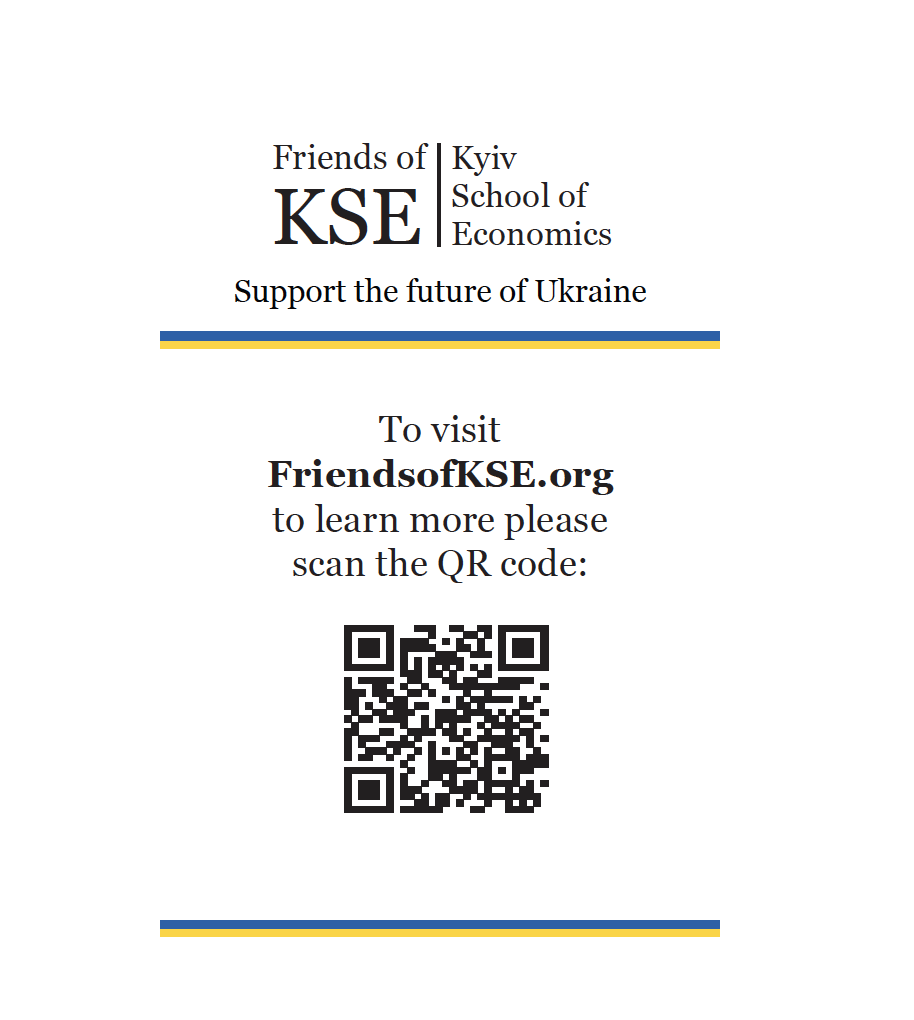 Friends of
KSE
Kyiv
School of
Economics
Support the future of Ukraine
To visit
FriendsofKSE.org
to learn more please
scan the QR code: